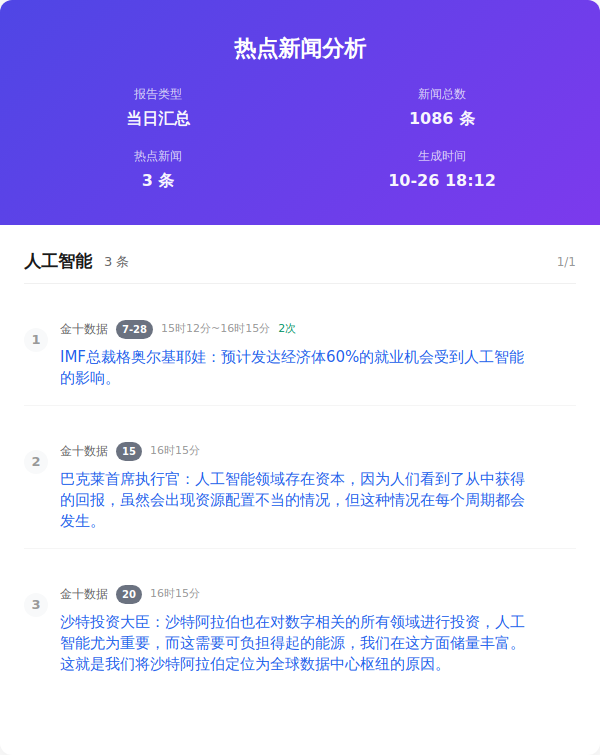 热点新闻分析
报告类型
新闻总数
当日汇总
1086 条
热点新闻
生成时间
3 条
10-26 18:12
人工智能 3 条 1/1
1
金十数据 7-28 15时12分~16时15分 2次
IMF总裁格奥尔基耶娃：预计发达经济体60%的就业机会受到人工智能
的影响。
2
金十数据 15 16时15分
巴克莱首席执行官：人工智能领域存在资本，因为人们看到了从中获得
的回报，虽然会出现资源配置不当的情况，但这种情况在每个周期都会
发生。
3
金十数据 20 16时15分
沙特投资大臣：沙特阿拉伯也在对数字相关的所有领域进行投资，人工
智能尤为重要，而这需要可负担得起的能源，我们在这方面储量丰富。
这就是我们将沙特阿拉伯定位为全球数据中心枢纽的原因。